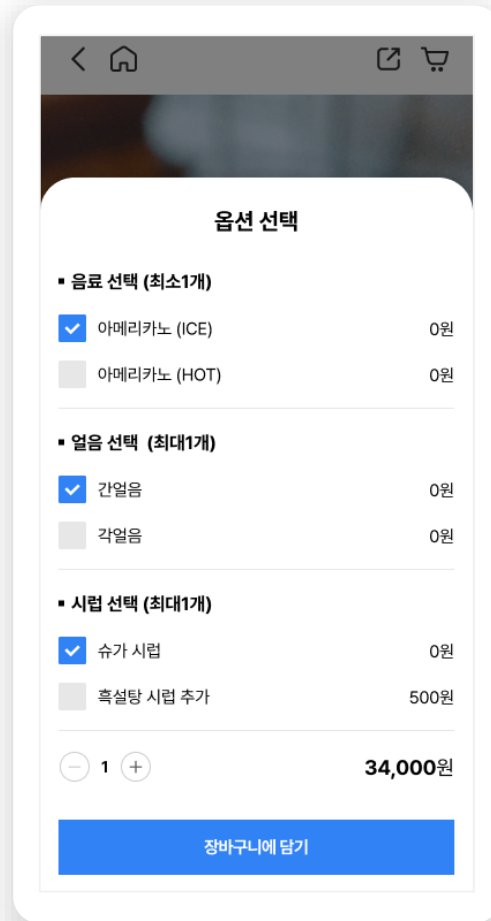 옵션 선택
▪ 음료 선택 (최소1개)
아메리카노 (ICE) 0원
아메리카노 (HOT) 0원
▪ 얼음 선택 (최대1개)
간얼음 0원
각얼음 0원
▪ 시럽 선택 (최대1개)
슈가 시럽 0원
흑설탕 시럽 추가 500원
1 34,000원
장바구니에 담기